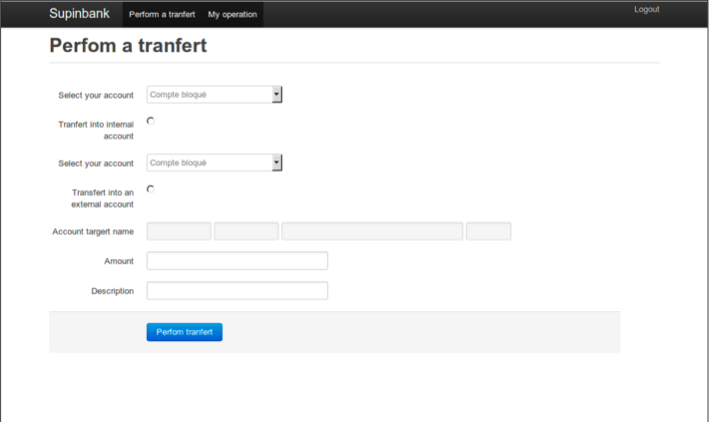 Supinbank Perform a tranfert My operation Logout
Perfom a tranfert
Select your account Compte bloqué
Tranfert into internal
account
Select your account Compte bloqué
Transfert into an
external account
Account targert name
Amount
Description
Perfom tranfert